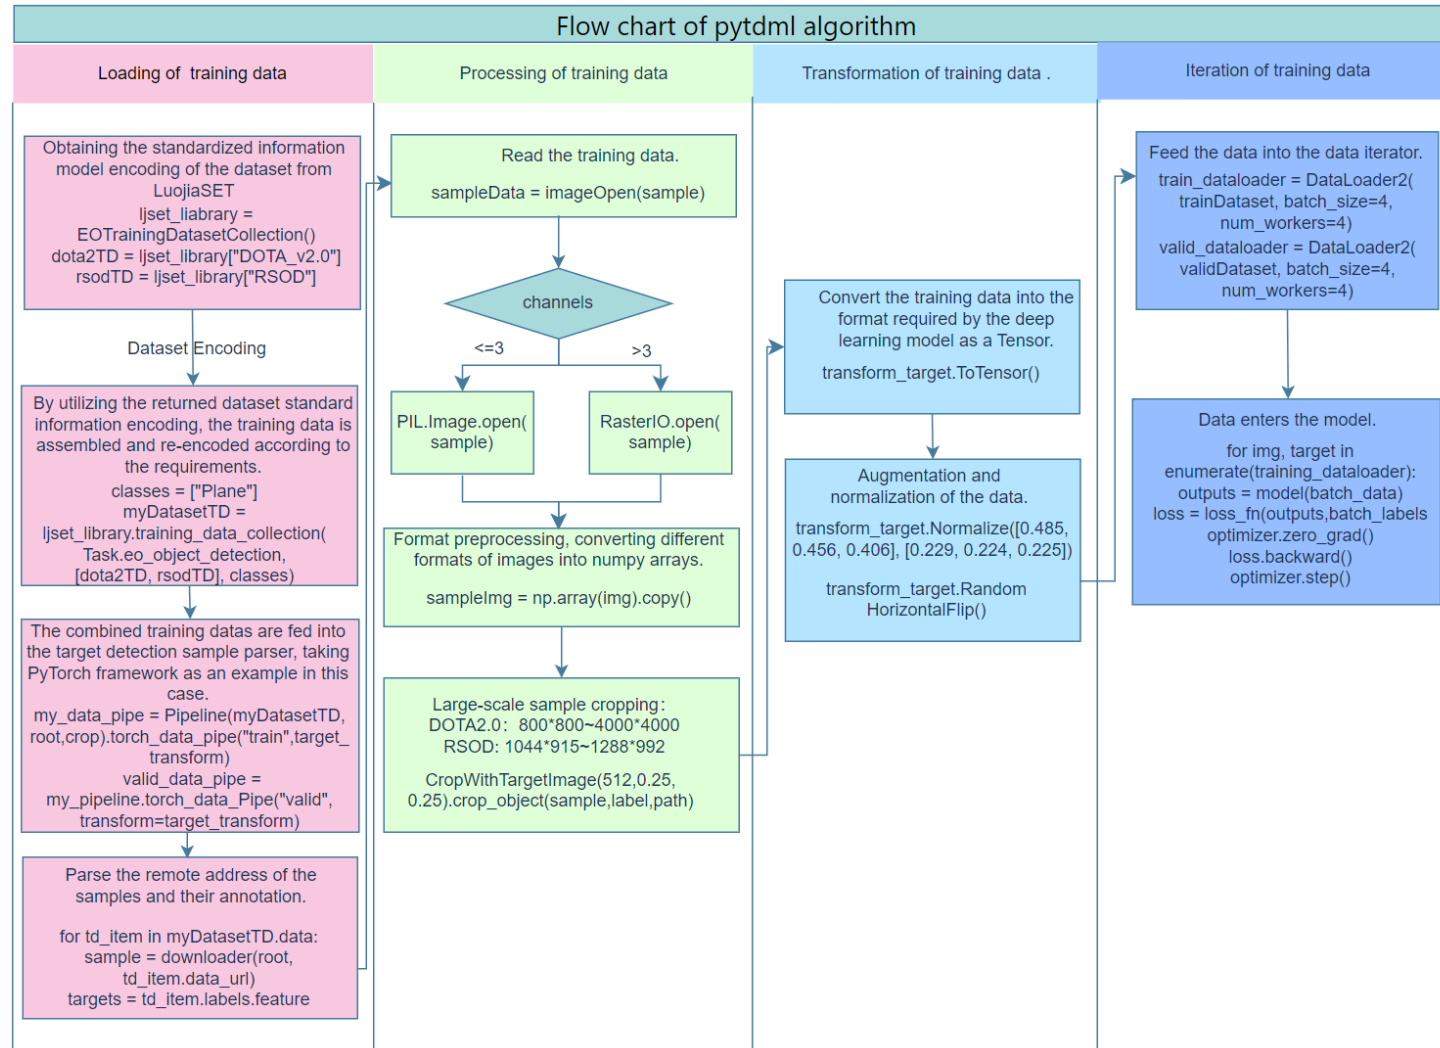 Flow chart of pytdml algorithm
Loading of training data
Obtaining the standardized information
model encoding of the dataset from
LuojiaSET
ljset_liabrary =
EOTrainingDatasetCollection()
dota2TD = ljset_library["DOTA_v2.0"]
rsodTD = ljset_library["RSOD"]
Dataset Encoding
By utilizing the returned dataset standard
information encoding, the training data is
assembled and re-encoded according to
the requirements.
classes = ["Plane"]
myDatasetTD =
ljset_library.training_data_collection(
Task.eo_object_detection,
[dota2TD, rsodTD], classes)
The combined training datas are fed into
the target detection sample parser, taking
PyTorch framework as an example in this
case.
my_data_pipe = Pipeline(myDatasetTD,
root,crop).torch_data_pipe("train",target_
transform)
valid_data_pipe =
my_pipeline.torch_data_Pipe("valid",
transform=target_transform)
Parse the remote address of the
samples and their annotation.
for td_item in myDatasetTD.data:
sample = downloader(root,
td_item.data_url)
targets = td_item.labels.feature
Processing of training data
Read the training data.
sampleData = imageOpen(sample)
channels
<=3
>3
PIL.Image.open(
sample)
RasterIO.open(
sample)
Format preprocessing, converting different
formats of images into numpy arrays.
sampleImg = np.array(img).copy()
Large-scale sample cropping:
DOTA2.0: 800*800~4000*4000
RSOD: 1044*915~1288*992
CropWithTargetImage(512,0.25,
0.25).crop_object(sample,label,path)
Transformation of training data .
Convert the training data into the
format required by the deep
learning model as a Tensor.
transform_target.ToTensor()
Augmentation and
normalization of the data.
transform_target.Normalize([0.485,
0.456, 0.406], [0.229, 0.224, 0.225])
transform_target.Random
HorizontalFlip()
Iteration of training data
Feed the data into the data iterator.
train_dataloader = DataLoader2(
trainDataset, batch_size=4,
num_workers=4)
valid_dataloader = DataLoader2(
validDataset, batch_size=4,
num_workers=4)
Data enters the model.
for img, target in
enumerate(training_dataloader):
outputs = model(batch_data)
loss = loss_fn(outputs,batch_labels
optimizer.zero_grad()
loss.backward()
optimizer.step()